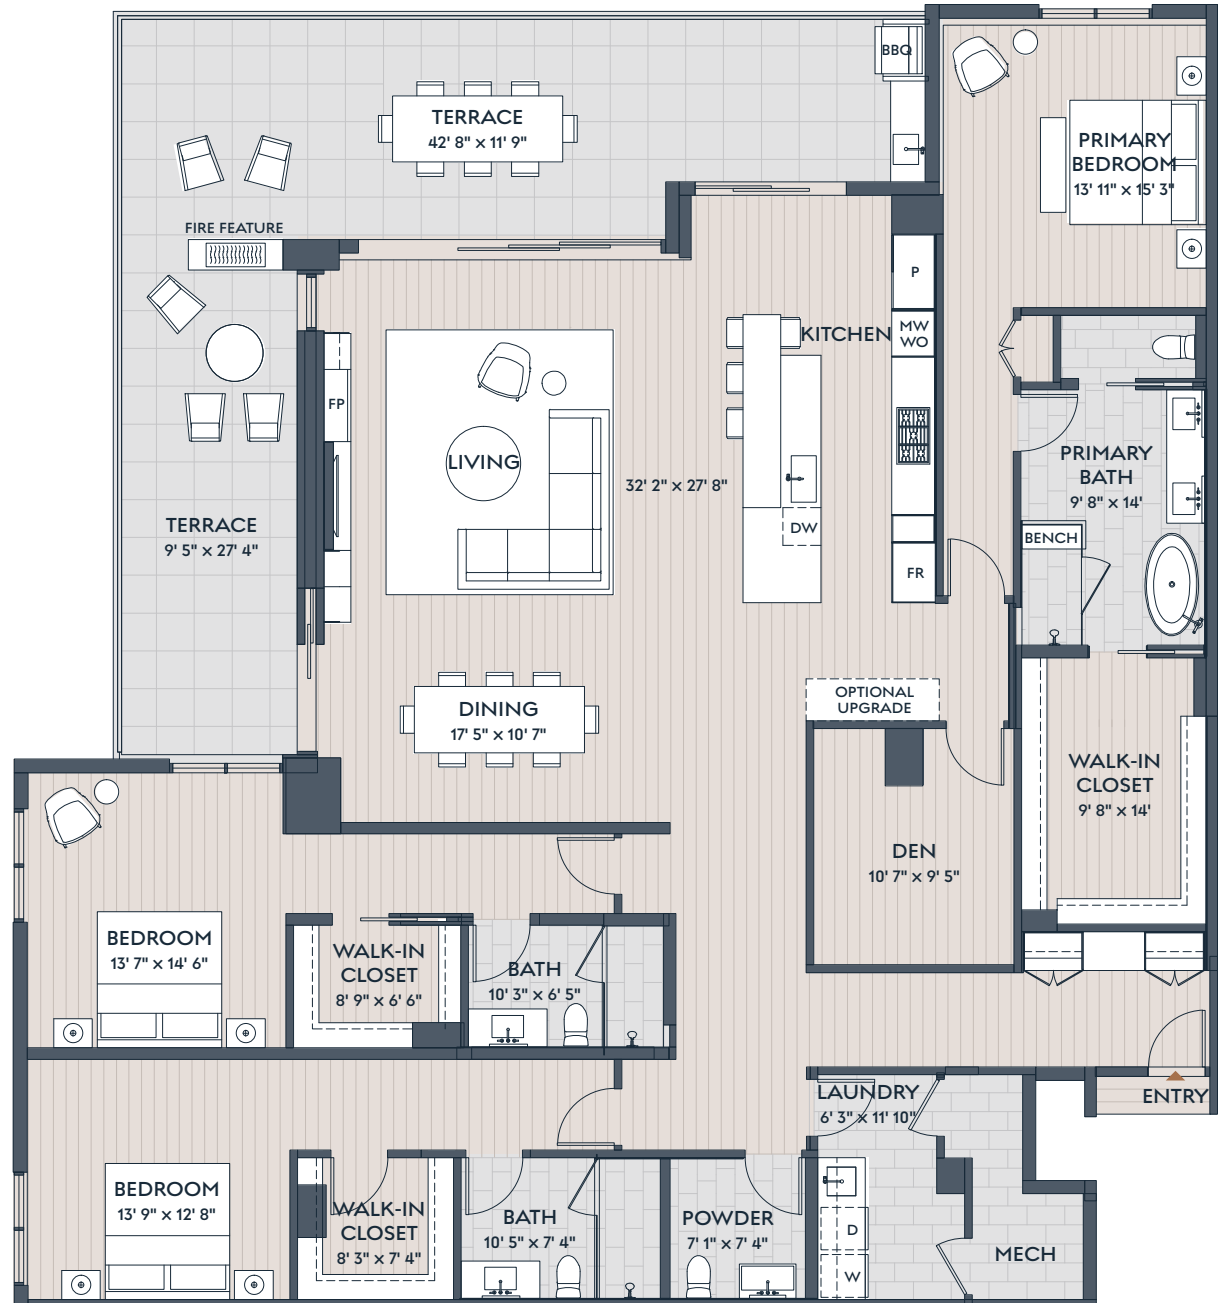 BBQ
TERRACE
42' 8" x 11' 9"
PRIMARY
BEDROOM
13' 11" x 15' 3"
FIRE FEATURE
P
KITCHEN
MW
WO
FP
LIVING
32' 2" x 27' 8"
PRIMARY
BATH
9' 8" x 14'
TERRACE
9' 5" x 27' 4"
DW
BENCH
FR
OPTIONAL
UPGRADE
DINING
17' 5" x 10' 7"
WALK-IN
CLOSET
9' 8" x 14'
DEN
10' 7" x 9' 5"
BEDROOM
13' 7" x 14' 6"
WALK-IN
CLOSET
8' 9" x 6' 6"
BATH
10' 3" x 6' 5"
LAUNDRY
6' 3" x 11' 10"
ENTRY
BEDROOM
13' 9" x 12' 8"
WALK-IN
CLOSET
8' 3" x 7' 4"
BATH
10' 5" x 7' 4"
POWDER
7' 1" x 7' 4"
D
W
MECH